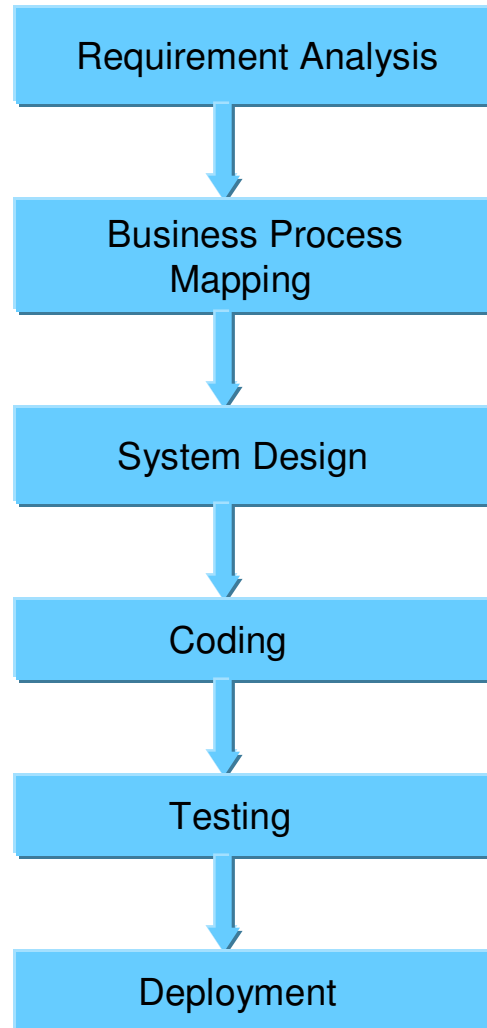 Requirement Analysis
Business Process
Mapping
System Design
Coding
Testing
Deployment